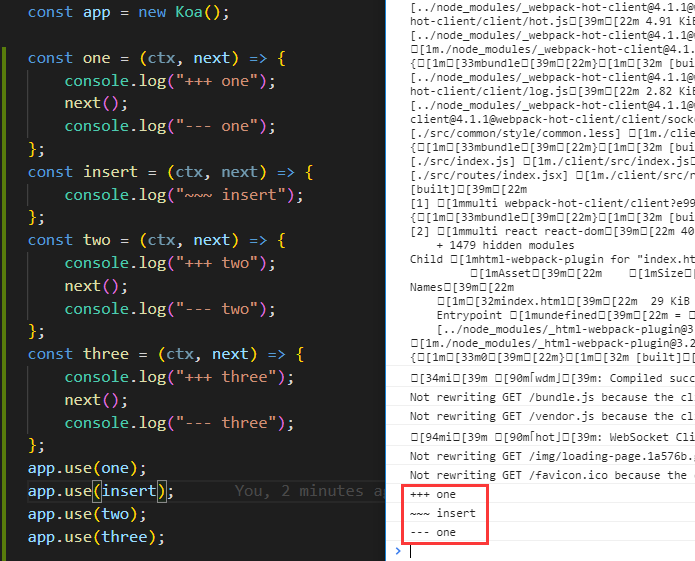 const app = new Koa();
const one = (ctx, next) => {
console.log("+++ one");
next();
console.log("--- one");
};
const insert = (ctx, next) => {
console.log("~~~ insert");
};
const two = (ctx, next) => {
console.log("+++ two");
next();
console.log("--- two");
};
const three = (ctx, next) => {
console.log("+++ three");
next();
console.log("--- three");
};
app.use(one);
app.use(insert); You, 2 minutes ag
app.use(two);
app.use(three);
[../node_modules/_webpack-hot-client@4.1.1@
hot-client/client/hot.js□[39m□[22m 4.91 KiB
[../node_modules/_webpack-hot-client@4.1.1@
□[1m./node_modules/_webpack-hot-client@4.1.
{□[1m□[33mbundle□[39m□[22m}□[1m□[32m [built
[../node_modules/_webpack-hot-client@4.1.1@
hot-client/client/log.js□[39m□[22m 2.82 KiB
[../node_modules/_webpack-hot-client@4.1.1@
client@4.1.1@webpack-hot-client/client/sock
[./src/common/style/common.less] □[1m./clie
{□[1m□[33mbundle□[39m□[22m}□[1m□[32m [built
[./src/index.js] □[1m./client/src/index.js
[./src/routes/index.jsx] □[1m./client/src/r
[built]□[39m□[22m
[1] □[1mmulti webpack-hot-client/client?e99
{□[1m□[33mbundle□[39m□[22m}□[1m□[32m [built
[2] □[1mmulti react react-dom□[39m□[22m 40
+ 1479 hidden modules
Child □[1mhtml-webpack-plugin for "index.ht
□[1mAsset□[39m□[22m □[1mSize□
Names□[39m□[22m
□[1m□[32mindex.html□[39m□[22m 29 KiB
Entrypoint □[1mundefined□[39m□[22m = □
[../node_modules/_html-webpack-plugin@3
□[1m./node_modules/_html-webpack-plugin@3.2
{□[1m□[33m0□[39m□[22m}□[1m□[32m [built]□[39
□[34mi□[39m □[90m｢wdm｣□[39m: Compiled succ
Not rewriting GET /bundle.js because the cl
Not rewriting GET /vendor.js because the cl
□[94mi□[39m □[90m｢hot｣□[39m: WebSocket Cli
Not rewriting GET /img/loading-page.1a576b.g
Not rewriting GET /favicon.ico because the
+++ one
~~~ insert
--- one
>